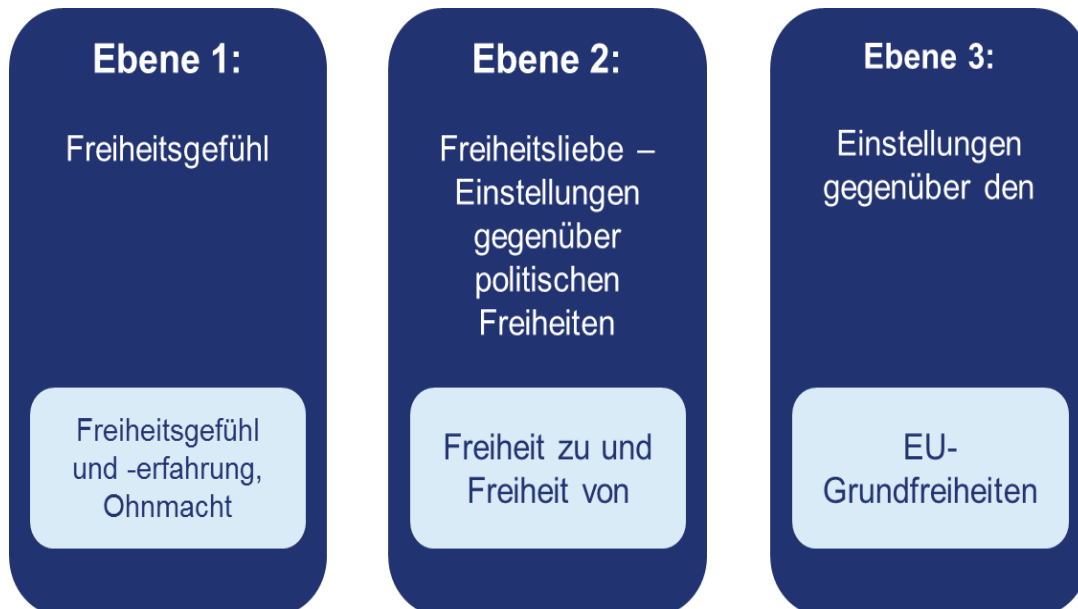 Ebene 1:
Freiheitsgefühl
Freiheitsgefühl
und -erfahrung,
Ohnmacht
Ebene 2:
Freiheitsliebe –
Einstellungen
gegenüber
politischen
Freiheiten
Freiheit zu und
Freiheit von
Ebene 3:
Einstellungen
gegenüber den
EU-
Grundfreiheiten